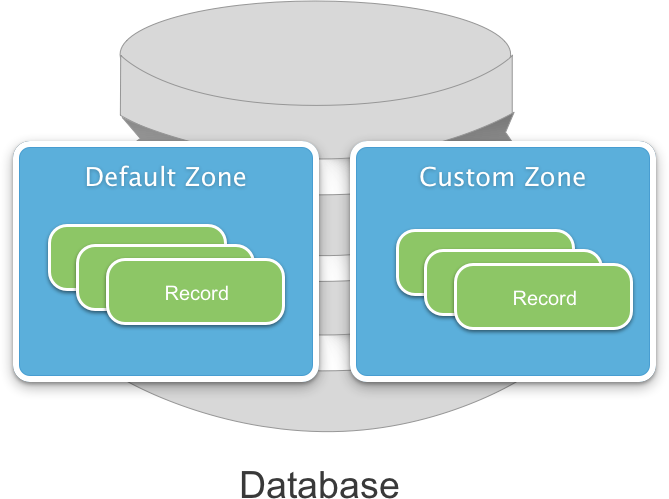 Default Zone
Record
Custom Zone
Record
Database